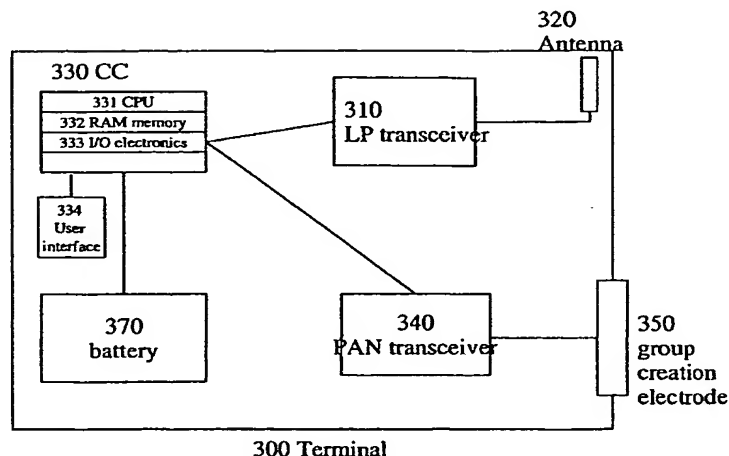 320
Antenna
330 CC
331 CPU
332 RAM memory
333 I/O electronics
310
LP transceiver
334
User
interface
370
battery
340
PAN transceiver
350
group
creation
electrode
300 Terminal